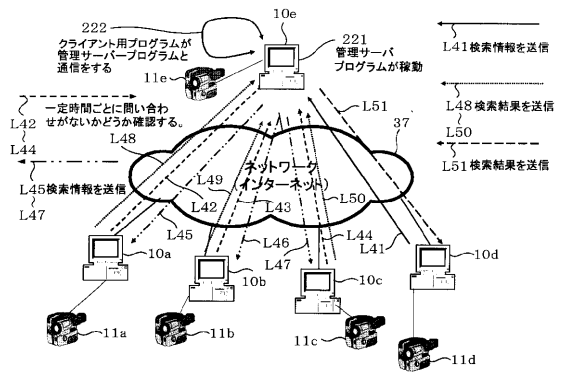 222
10e
クライアント用プログラムが
管理サーバープログラムと
通信をする
221
管理サーバ
プログラムが稼動
11e
L41検索情報を送信
L42
L44
一定時間ごとに問い合わ
せがないかどうか確認する。
L48
L51
37
L48検索結果を送信
L50
L51検索結果を送信
L45検索情報を送信
L47
ネットワーク
(インターネット)
L49
L42
L43
L50
L45
L46
L47
L44
L41
10a
10b
10c
10d
11a
11b
11c
11d